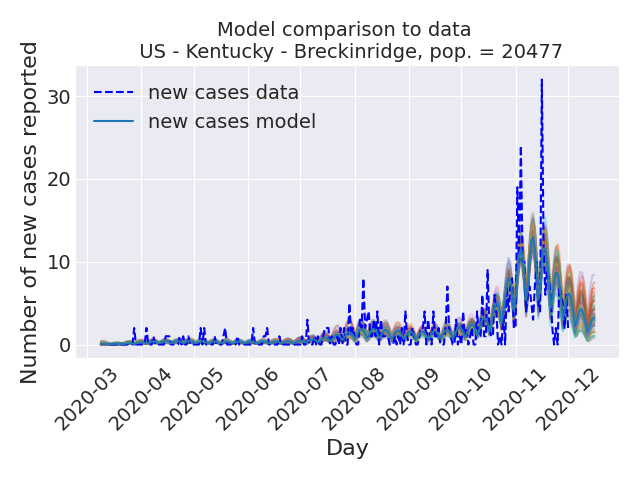 Model comparison to data
US - Kentucky - Breckinridge, pop. = 20477
Number of new cases reported
30
20
10
0
new cases data
new cases model
2020-03
2020-04
2020-05
2020-06
2020-07
2020-08
2020-09
2020-10
2020-11
2020-12
Day